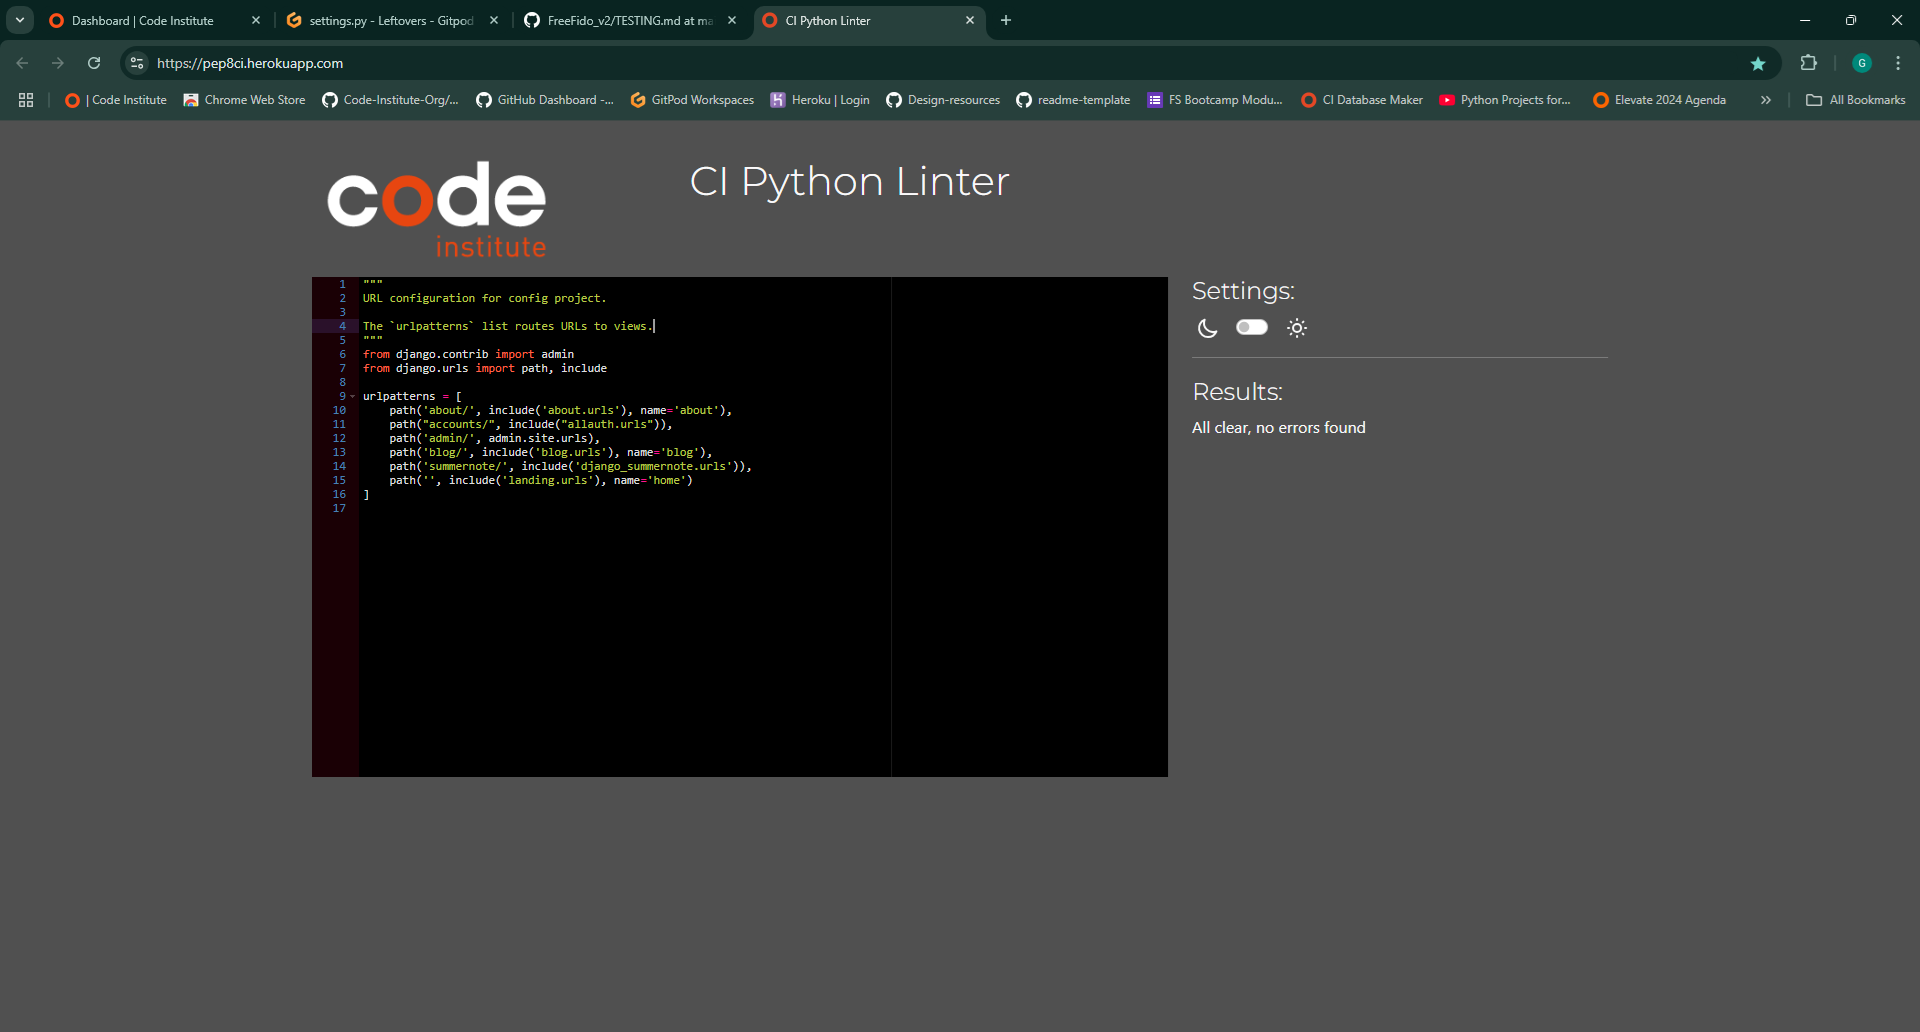 Dashboard | Code Institute
settings.py - Leftovers - Gitpod
FreeFido_v2/TESTING.md at ma
CI Python Linter
https://pep8ci.herokuapp.com
G
| Code Institute
Chrome Web Store
Code-Institute-Org/...
GitHub Dashboard -...
GitPod Workspaces
Heroku | Login
Design-resources
readme-template
FS Bootcamp Modu...
CI Database Maker
Python Projects for...
Elevate 2024 Agenda
All Bookmarks
code
institute
CI Python Linter
1 """
2 URL configuration for config project.
3
4 The `urlpatterns` list routes URLs to views.
5 """
6 from django.contrib import admin
7 from django.urls import path, include
8
9 urlpatterns = [
10     path('about/', include('about.urls'), name='about'),
11     path("accounts/", include("allauth.urls")),
12     path('admin/', admin.site.urls),
13     path('blog/', include('blog.urls'), name='blog'),
14     path('summernote/', include('django_summernote.urls')),
15     path('', include('landing.urls'), name='home')
16 ]
17
Settings:
Results:
All clear, no errors found